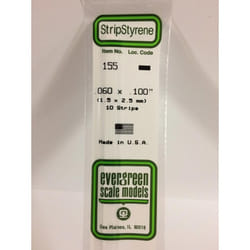 StripStyrene
Item No. Loc. Code
155
.060 x .100"
(1.5 x 2.5 mm)
10 Strips
Made in U.S.A.
evergreen
scale models
Des Plaines, IL 60018